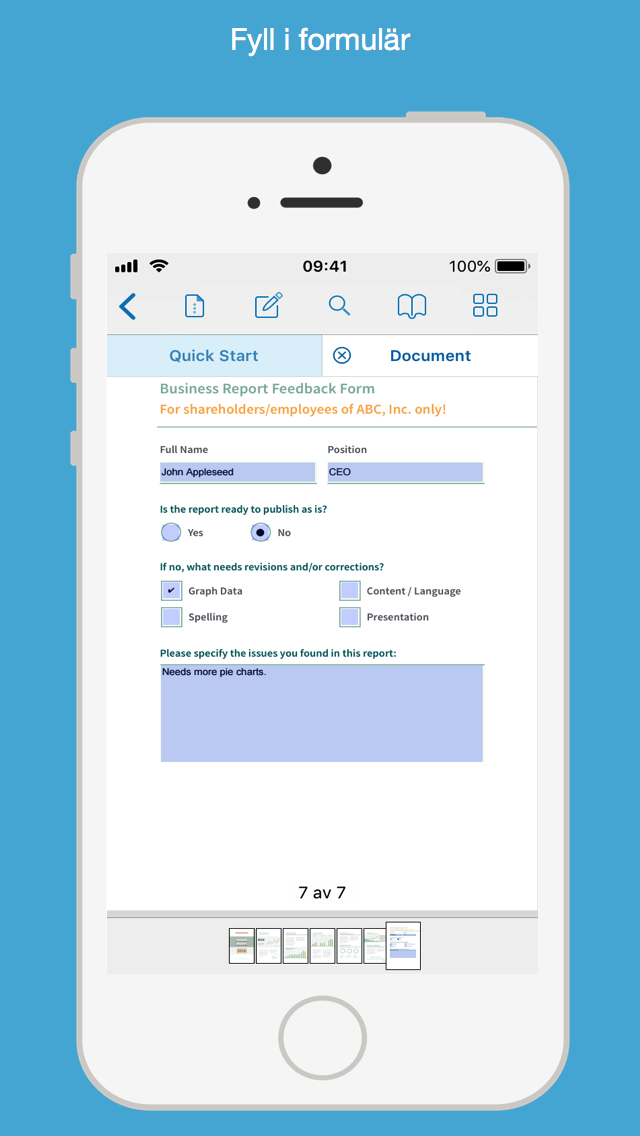 Fyll i formulär
09:41
100%
Quick Start
Document
Business Report Feedback Form
For shareholders/employees of ABC, Inc. only!
Full Name
Position
John Appleseed
CEO
Is the report ready to publish as is?
Yes
No
If no, what needs revisions and/or corrections?
Graph Data
Content / Language
Spelling
Presentation
Please specify the issues you found in this report:
Needs more pie charts.
7 av 7